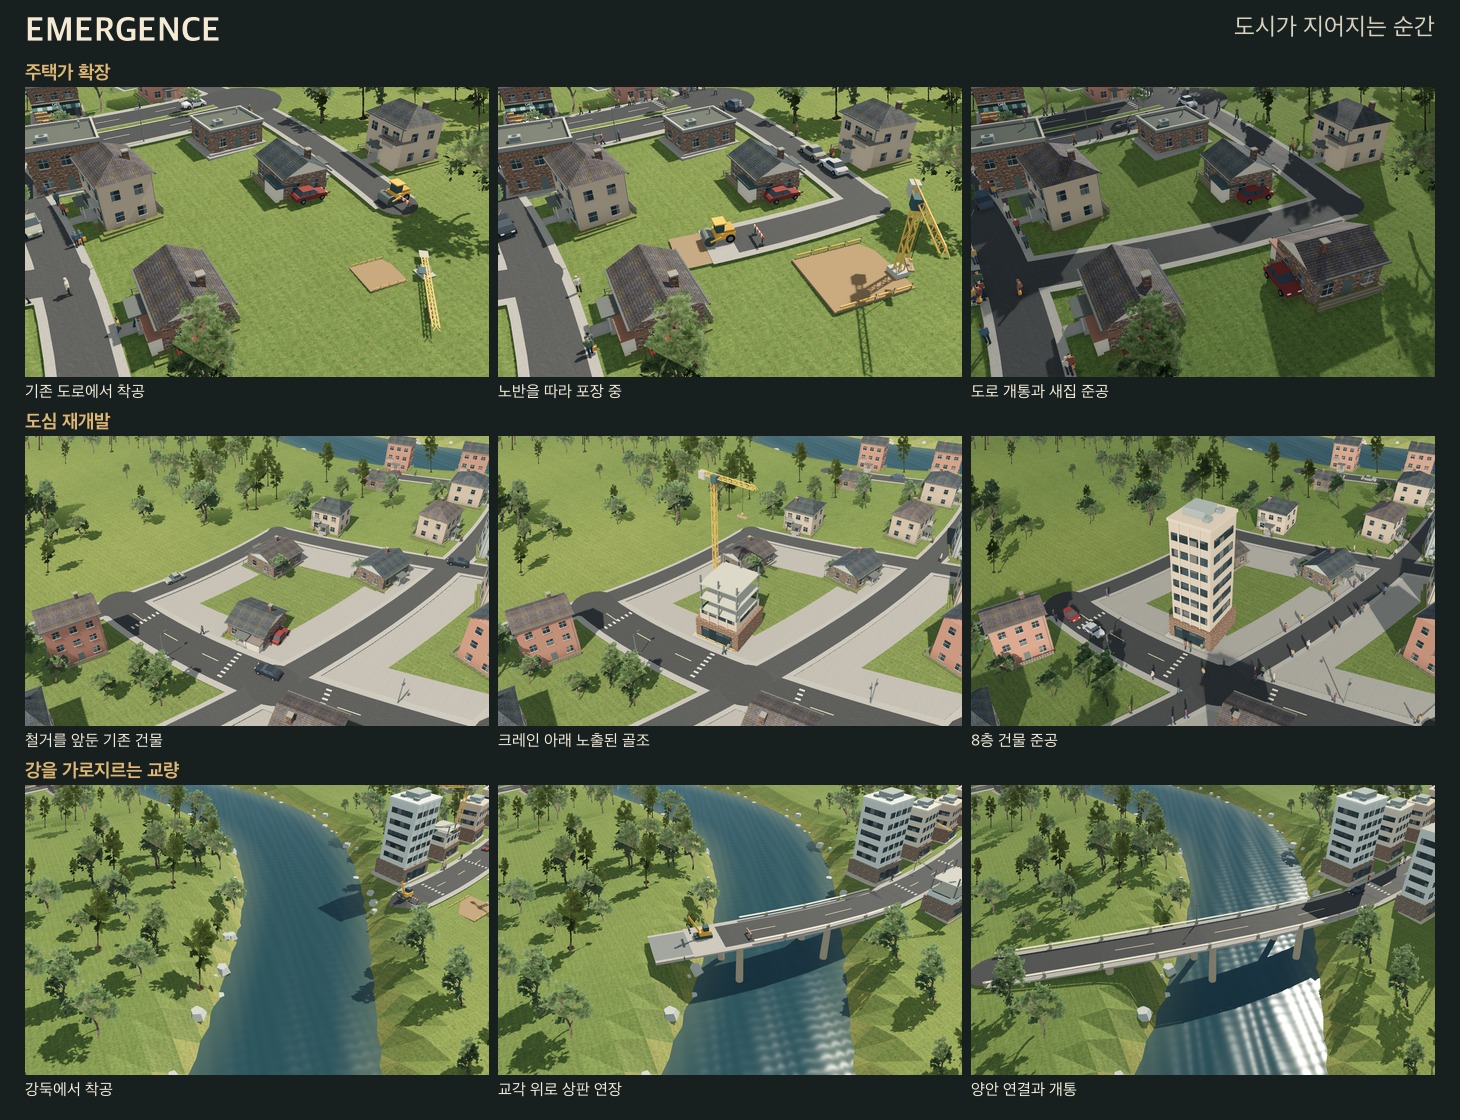 EMERGENCE
도시가 지어지는 순간
주택가 확장
기존 도로에서 착공
노반을 따라 포장 중
도로 개통과 새집 준공
도심 재개발
철거를 앞둔 기존 건물
크레인 아래 노출된 골조
8층 건물 준공
강을 가로지르는 교량
강둑에서 착공
교각 위로 상판 연장
양안 연결과 개통